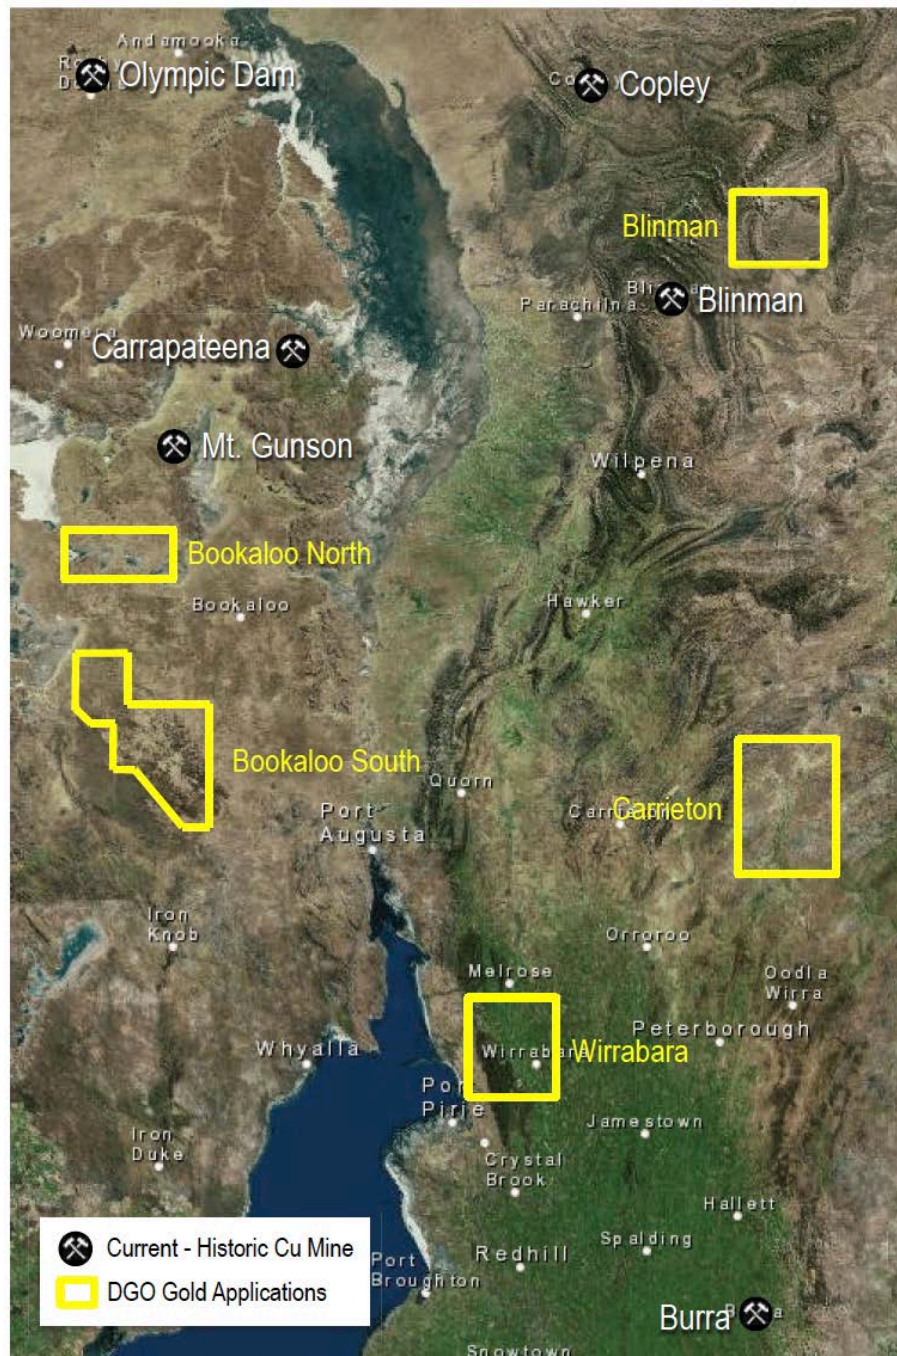 Andamooka
Olympic Dam
Copley
Blinman
Parachilna
Blinman
Woomera
Carrapateena
Mt. Gunson
Wilpena
Bookaloo North
Bookaloo
Hawker
Bookaloo South
Quorn
Port
Augusta
Carrieton
Iron
Knob
Orroroo
Melrose
Oodla
Wirra
Peterborough
Whyalla
Wirrabara
Wirrabara
Port
Pirie
Jamestown
Iron
Duke
Crystal
Brook
Hallett
Spalding
Redhill
Port
Broughton
Burra
Snowtown
Current - Historic Cu Mine
DGO Gold Applications